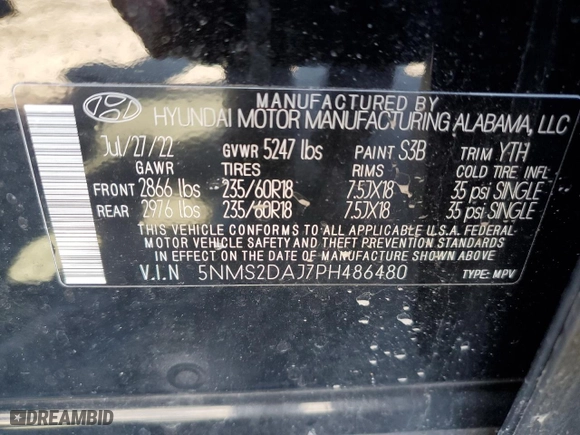 MANUFACTURED BY
HYUNDAI MOTOR MANUFACTURING ALABAMA, LLC
Jul/27/22 GVWR 5247 lbs PAINT S3B TRIM YTH
GAWR TIRES RIMS COLD TIRE INFL.
FRONT 2866 lbs 235/60R18 7.5JX18 35 psi SINGLE
REAR 2976 lbs 235/60R18 7.5JX18 35 psi SINGLE
THIS VEHICLE CONFORMS TO ALL APPLICABLE U.S.A. FEDERAL-
MOTOR VEHICLE SAFETY AND THEFT PREVENTION STANDARDS
IN EFFECT ON THE DATE OF MANUFACTURE SHOWN ABOVE.
V.I.N 5NMS2DAJ7PH486480 TYPE: MPV
DREAMBID